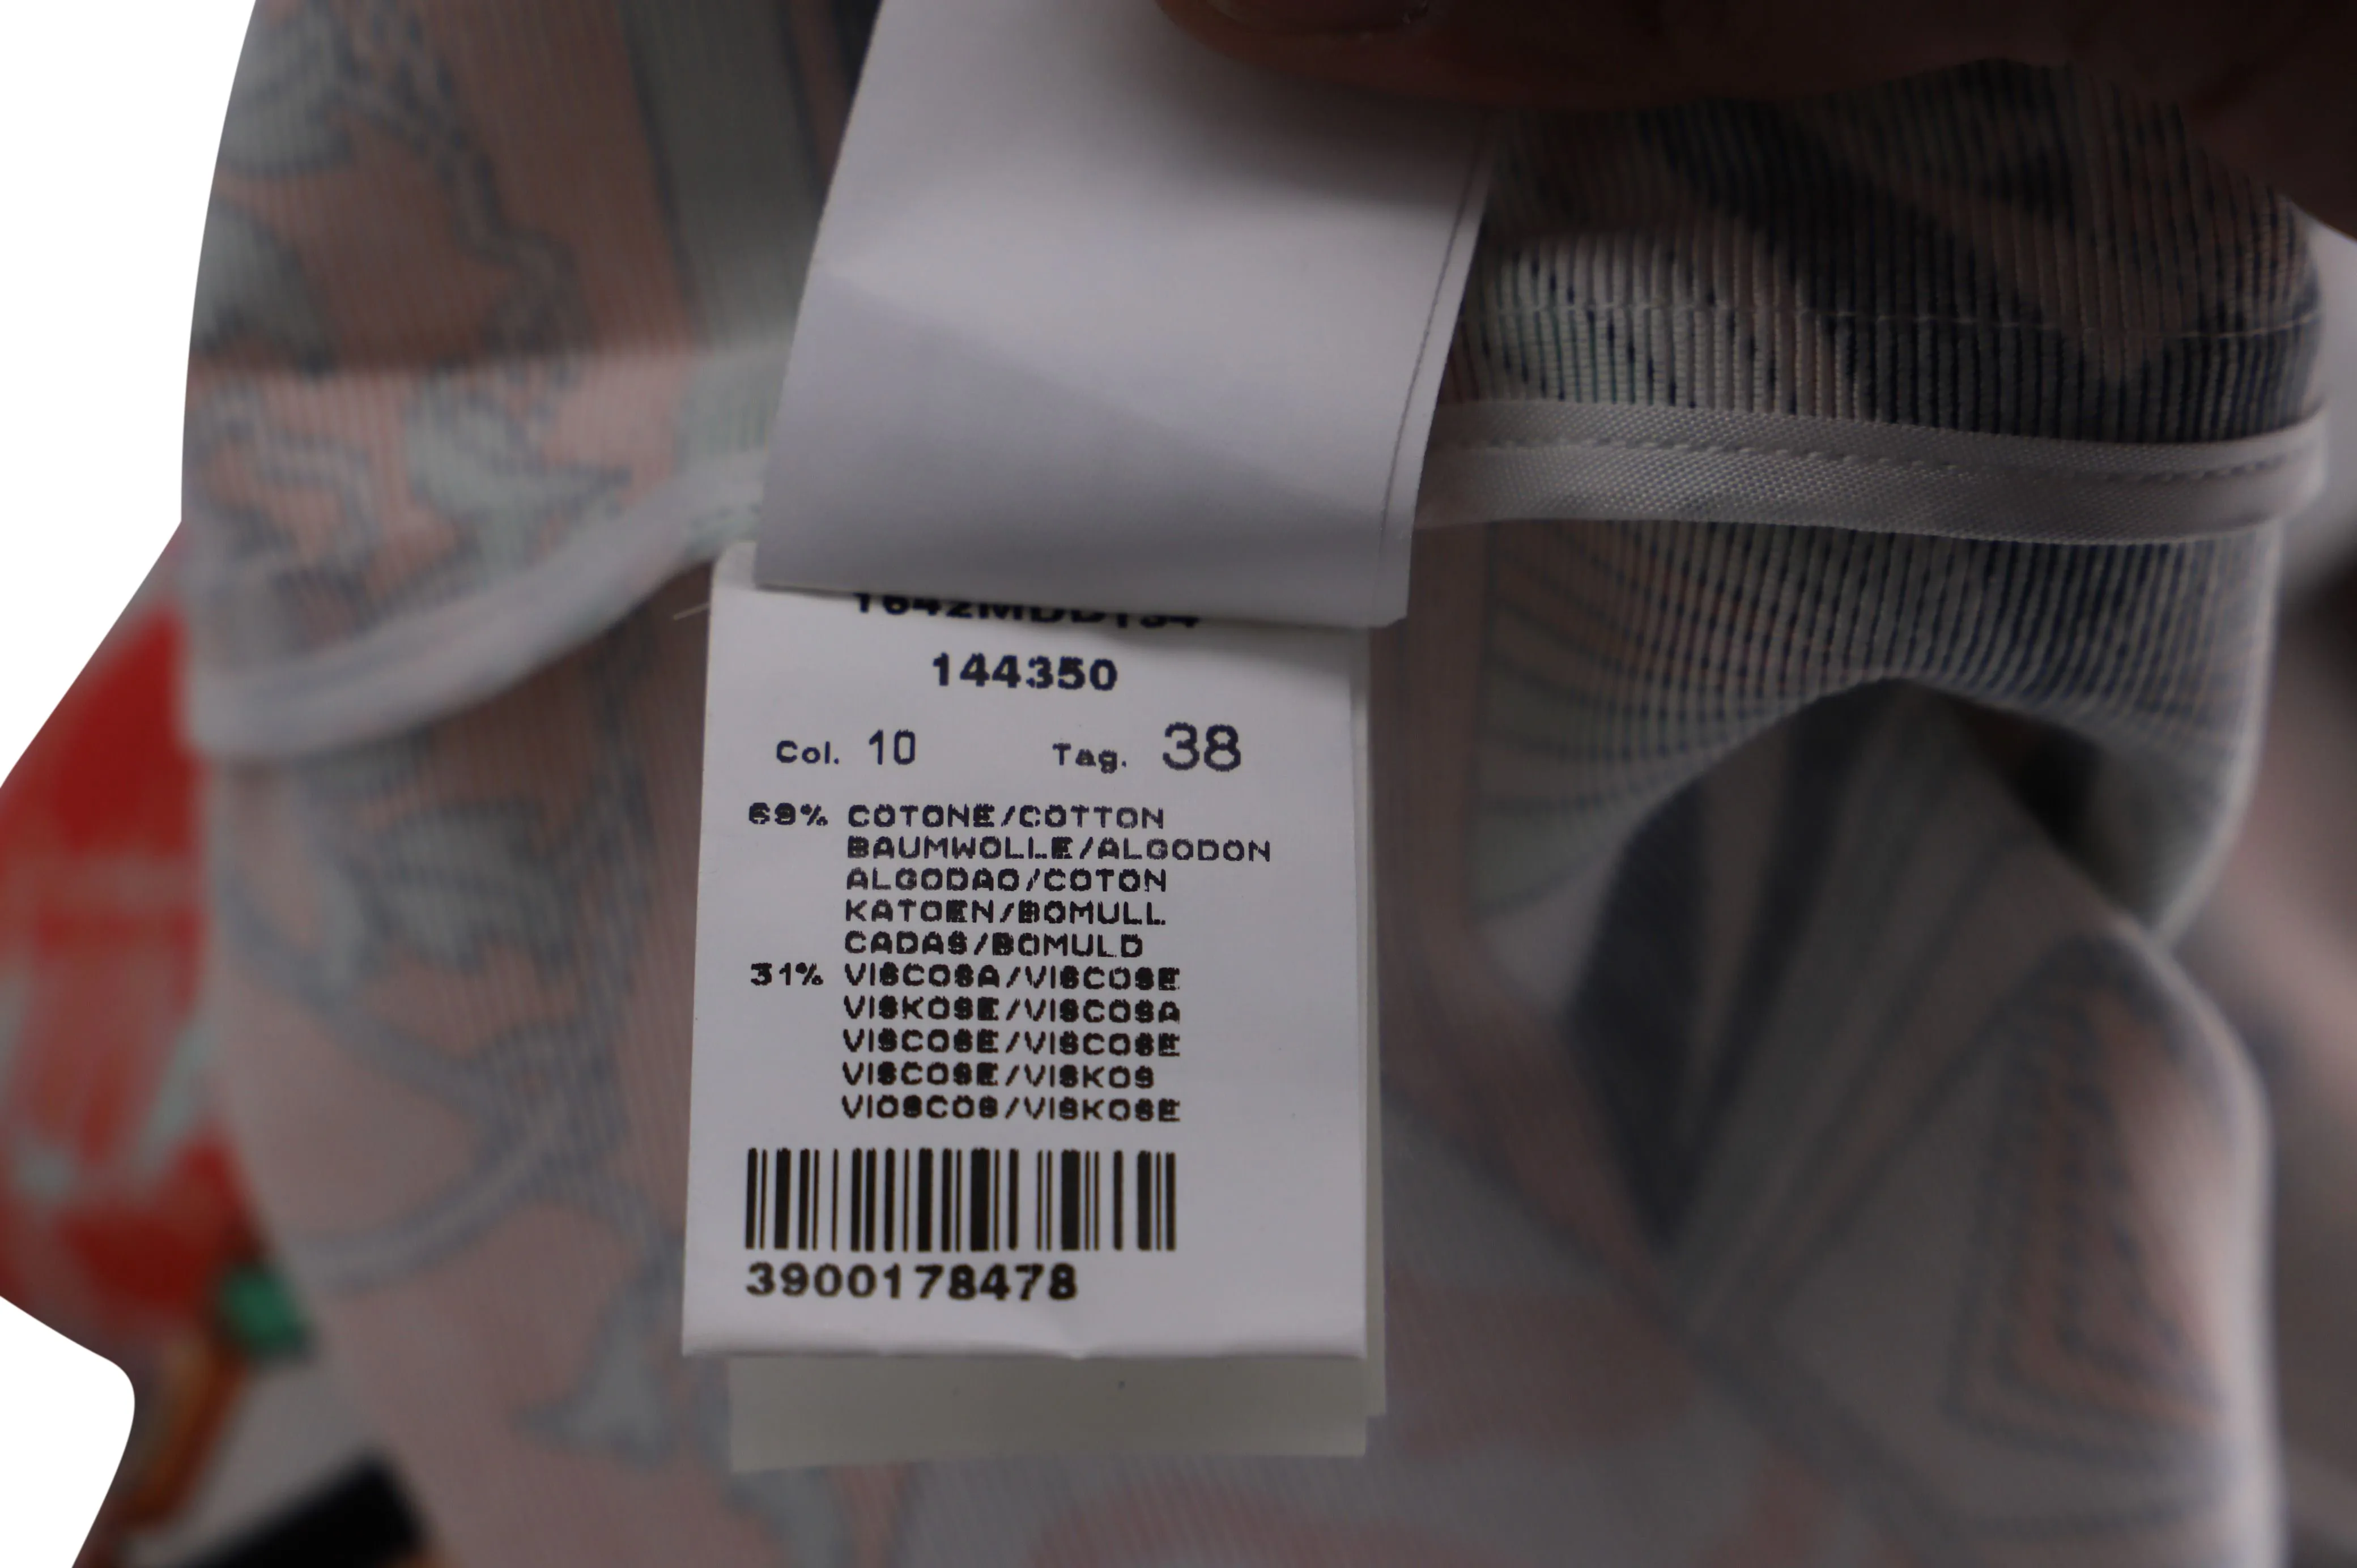 1642MDD134
144350
Col. 10 Tag. 38
69% COTONE/COTTON
BAUMWOLLE/ALGODON
ALGODAO/COTON
KATOEN/BOMULL
CADAS/BOMULD
31% VISCOSA/VISCOSE
VISKOSE/VISCOSA
VISCOSE/VISCOSE
VISCOSE/VISKOS
VIOSCOS/VISKOSE
3900178478